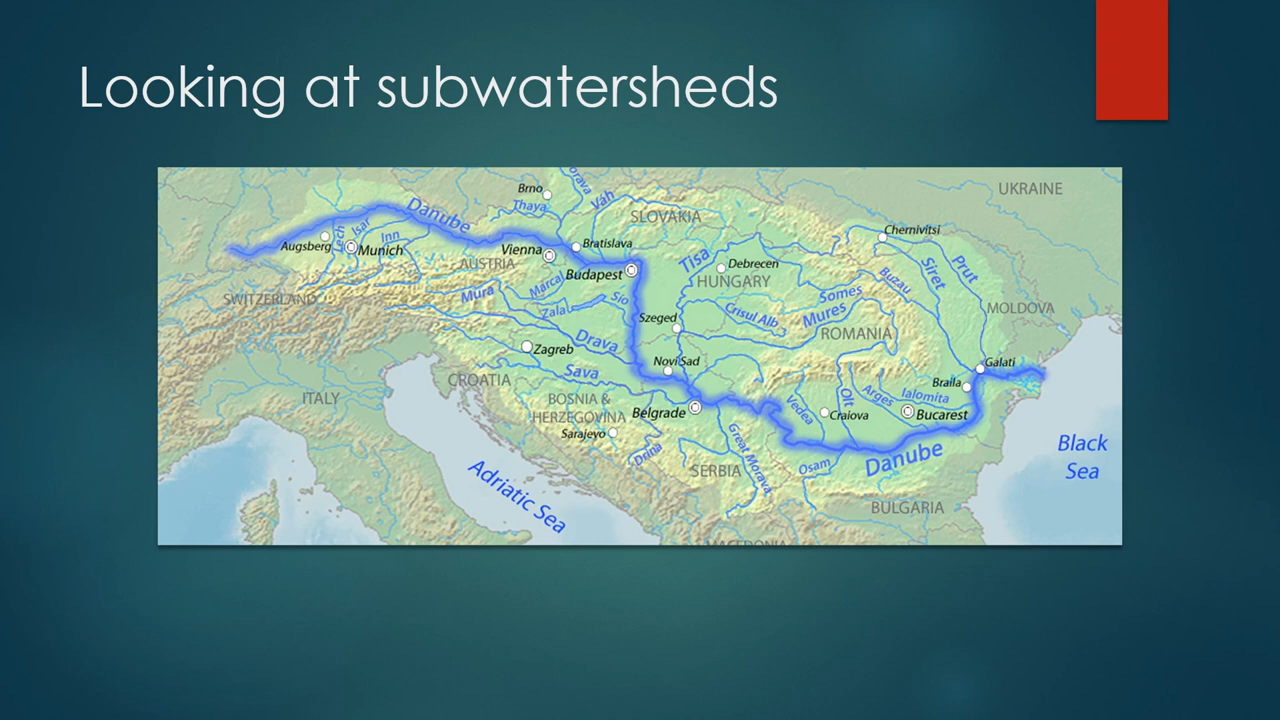 Looking at subwatersheds
UKRAINE
Brno
Thaya
Váh
SLOVAKIA
Danube
Chernivitsi
Augsberg
Lech
Isar
Inn
Munich
Vienna
Bratislava
AUSTRIA
Budapest
Tisa
Debrecen
HUNGARY
Buzau
Siret
Prut
SWITZERLAND
Mura
Marcal
Zala
Sio
Somes
Mures
Crisul Alb
MOLDOVA
Szeged
ROMANIA
Zagreb
Drava
Novi Sad
Galati
Sava
Braila
CROATIA
ITALY
BOSNIA &
HERZEGOVINA
Belgrade
Vedea
Craiova
Olt
Arges
Ialomita
Bucarest
Sarajevo
Drina
Great Morava
SERBIA
Osam
Danube
Black
Sea
Adriatic Sea
BULGARIA